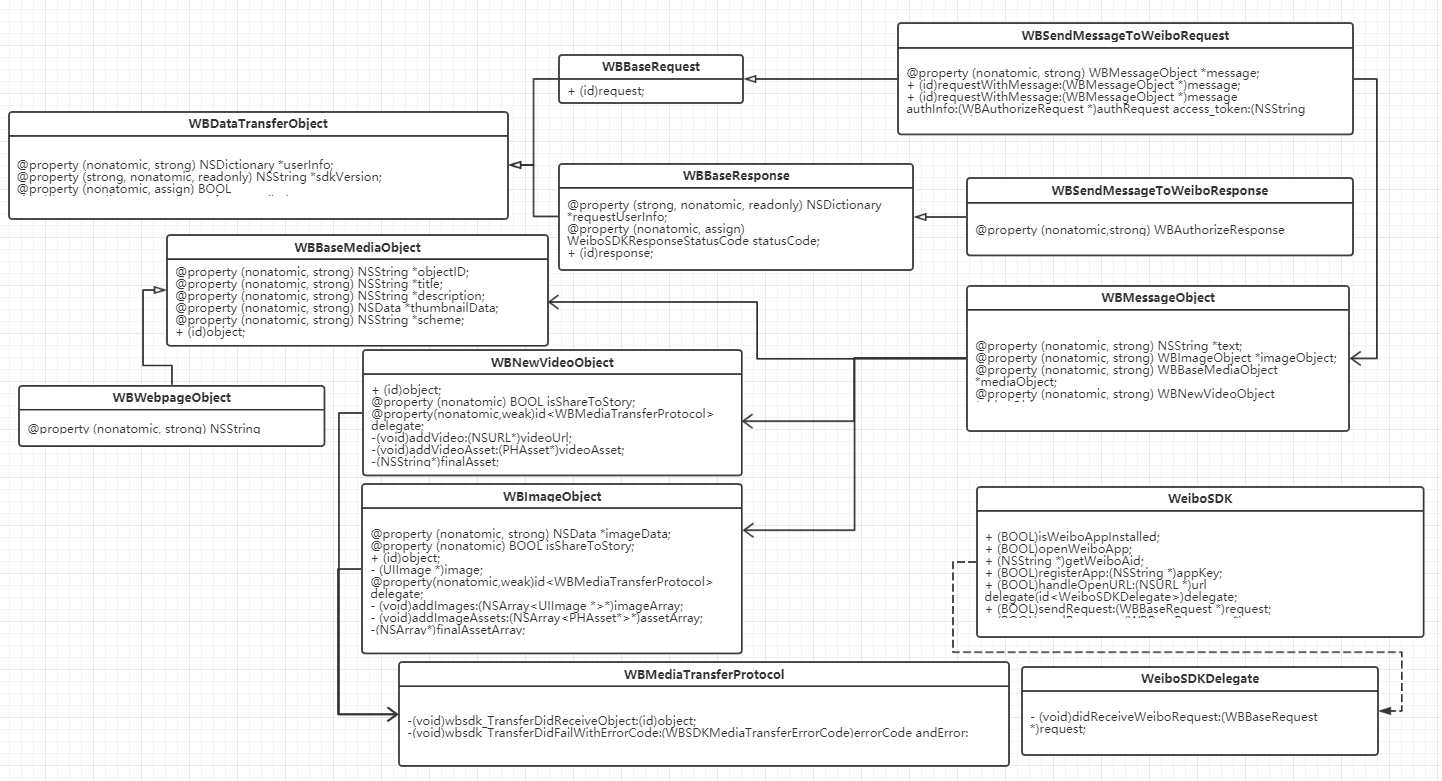 WBSendMessageToWeiboRequest
@property (nonatomic, strong) WBMessageObject *message;
+ (id)requestWithMessage:(WBMessageObject *)message;
+ (id)requestWithMessage:(WBMessageObject *)message
authInfo:(WBAuthorizeRequest *)authRequest access_token:(NSString
WBBaseRequest
+ (id)request;
WBDataTransferObject
@property (nonatomic, strong) NSDictionary *userInfo;
@property (strong, nonatomic, readonly) NSString *sdkVersion;
@property (nonatomic, assign) BOOL
WBBaseResponse
@property (strong, nonatomic, readonly) NSDictionary
*requestUserInfo;
@property (nonatomic, assign)
WeiboSDKResponseStatusCode statusCode;
+ (id)response;
WBSendMessageToWeiboResponse
@property (nonatomic,strong) WBAuthorizeResponse
WBBaseMediaObject
@property (nonatomic, strong) NSString *objectID;
@property (nonatomic, strong) NSString *title;
@property (nonatomic, strong) NSString *description;
@property (nonatomic, strong) NSData *thumbnailData;
@property (nonatomic, strong) NSString *scheme;
+ (id)object;
WBMessageObject
@property (nonatomic, strong) NSString *text;
@property (nonatomic, strong) WBImageObject *imageObject;
@property (nonatomic, strong) WBBaseMediaObject
*mediaObject;
@property (nonatomic, strong) WBNewVideoObject
WBNewVideoObject
+ (id)object;
@property (nonatomic) BOOL isShareToStory;
@property(nonatomic,weak)id<WBMediaTransferProtocol>
delegate;
-(void)addVideo:(NSURL*)videoUrl;
-(void)addVideoAsset:(PHAsset*)videoAsset;
-(NSString*)finalAsset;
WBWebpageObject
@property (nonatomic, strong) NSString
WBImageObject
@property (nonatomic, strong) NSData *imageData;
@property (nonatomic) BOOL isShareToStory;
+ (id)object;
- (UIImage *)image;
@property(nonatomic,weak)id<WBMediaTransferProtocol>
delegate;
- (void)addImages:(NSArray<UIImage *>*)imageArray;
- (void)addImageAssets:(NSArray<PHAsset*>*)assetArray;
-(NSArray*)finalAssetArray;
WeiboSDK
+ (BOOL)isWeiboAppInstalled;
+ (BOOL)openWeiboApp;
+ (NSString *)getWeiboAid;
+ (BOOL)registerApp:(NSString *)appKey;
+ (BOOL)handleOpenURL:(NSURL *)url
delegate:(id<WeiboSDKDelegate>)delegate;
+ (BOOL)sendRequest:(WBBaseRequest *)request;
WBMediaTransferProtocol
-(void)wbsdk_TransferDidReceiveObject:(id)object;
-(void)wbsdk_TransferDidFailWithErrorCode:(WBSDKMediaTransferErrorCode)errorCode andError:
WeiboSDKDelegate
- (void)didReceiveWeiboRequest:(WBBaseRequest
*)request;